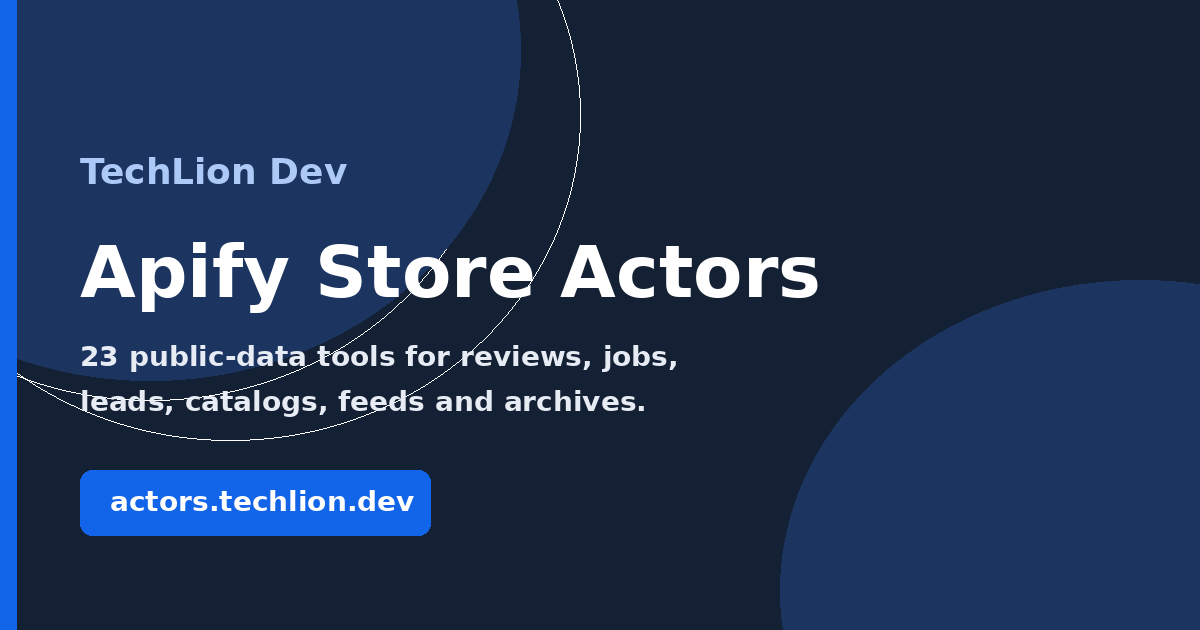 TechLion Dev
Apify Store Actors
23 public-data tools for reviews, jobs,
leads, catalogs, feeds and archives.
actors.techlion.dev